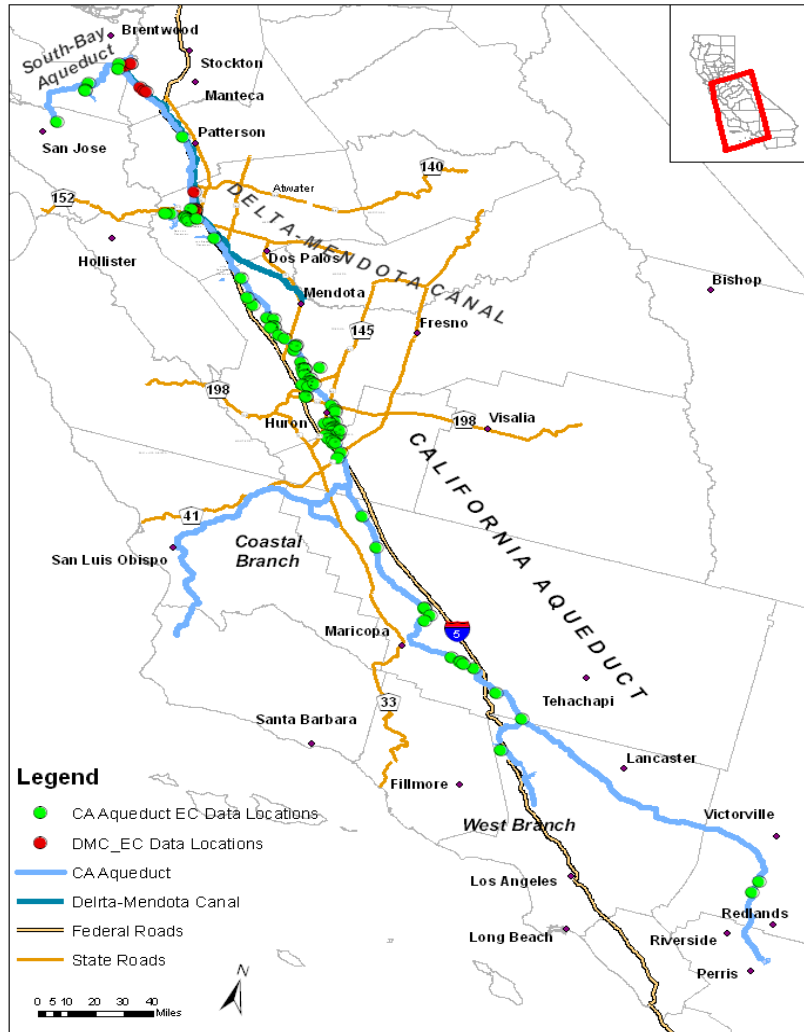 Brentwood
South-Bay
Aqueduct
Stockton
Manteca
San Jose
Patterson
140
Atwater
152
DELTA-MENDOTA CANAL
Hollister
Dos Palos
Bishop
Mendota
145
Fresno
198
Huron
198
Visalia
CALIFORNIA AQUEDUCT
41
Coastal
Branch
San Luis Obispo
5
Maricopa
Tehachapi
33
Santa Barbara
Lancaster
Legend
Fillmore
CA Aqueduct EC Data Locations
Victorville
West Branch
DMC_EC Data Locations
CA Aqueduct
Los Angeles
Delrta-Mendota Canal
Redlands
Federal Roads
Long Beach
Riverside
State Roads
Perris
N
0 5 10 20 30 40
Miles